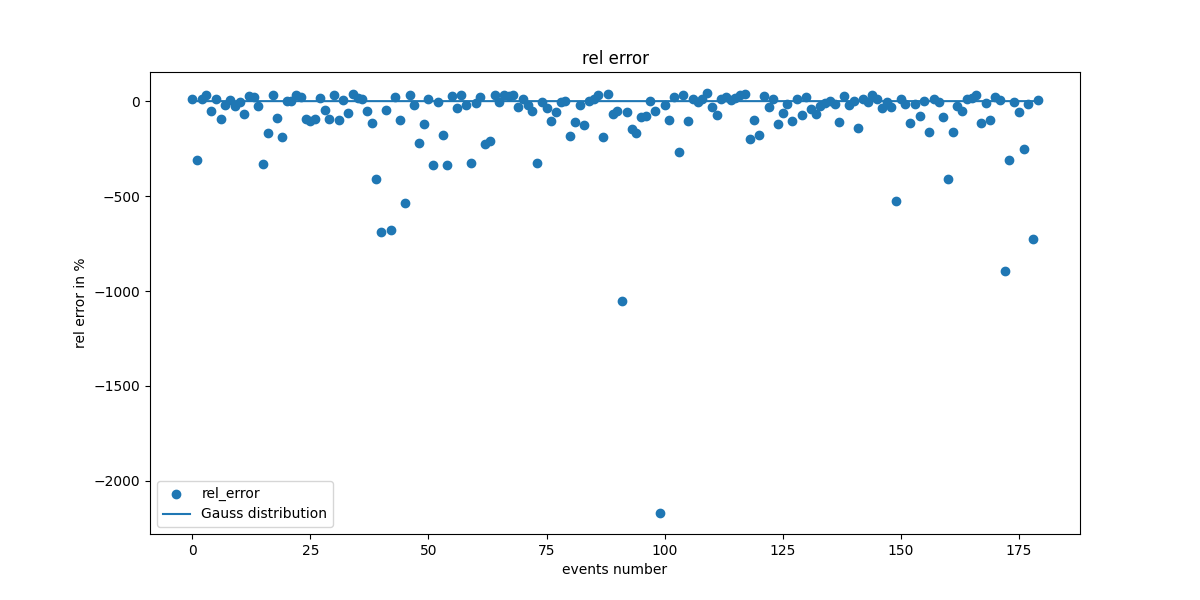 rel error
rel error in %
0
−500
−1000
−1500
−2000
rel_error
Gauss distribution
0 25 50 75 100 125 150 175
events number